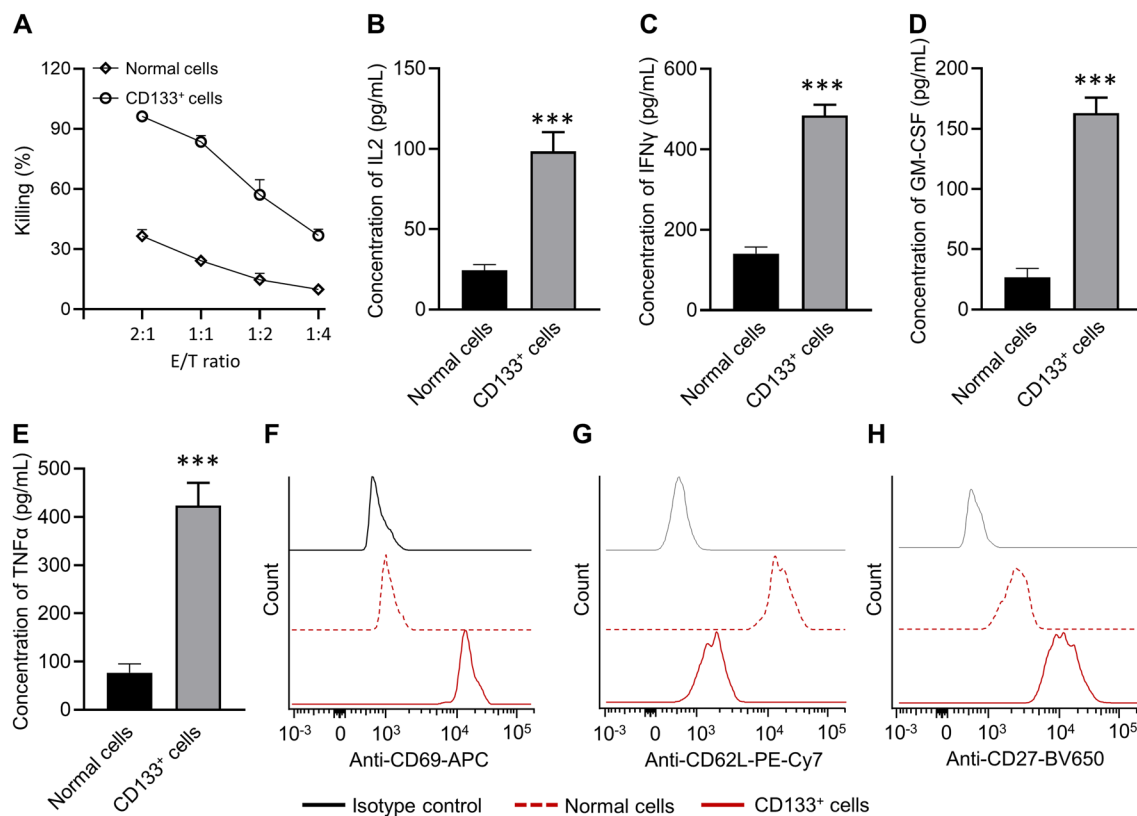 A
Killing (%)
120
90
60
30
0
Normal cells
CD133⁺ cells
2:1 1:1 1:2 1:4
E/T ratio
B
Concentration of IL2 (pg/mL)
150
100
50
0
***
Normal cells
CD133⁺ cells
C
Concentration of IFNγ (pg/mL)
600
400
200
0
***
Normal cells
CD133⁺ cells
D
Concentration of GM-CSF (pg/mL)
200
150
100
50
0
***
Normal cells
CD133⁺ cells
E
Concentration of TNFα (pg/mL)
500
400
300
200
100
0
***
Normal cells
CD133⁺ cells
F
Count
10⁻³ 0 10³ 10⁴ 10⁵
Anti-CD69-APC
G
Count
10⁻³ 0 10³ 10⁴ 10⁵
Anti-CD62L-PE-Cy7
H
Count
10⁻³ 0 10³ 10⁴ 10⁵
Anti-CD27-BV650
Isotype control Normal cells CD133⁺ cells